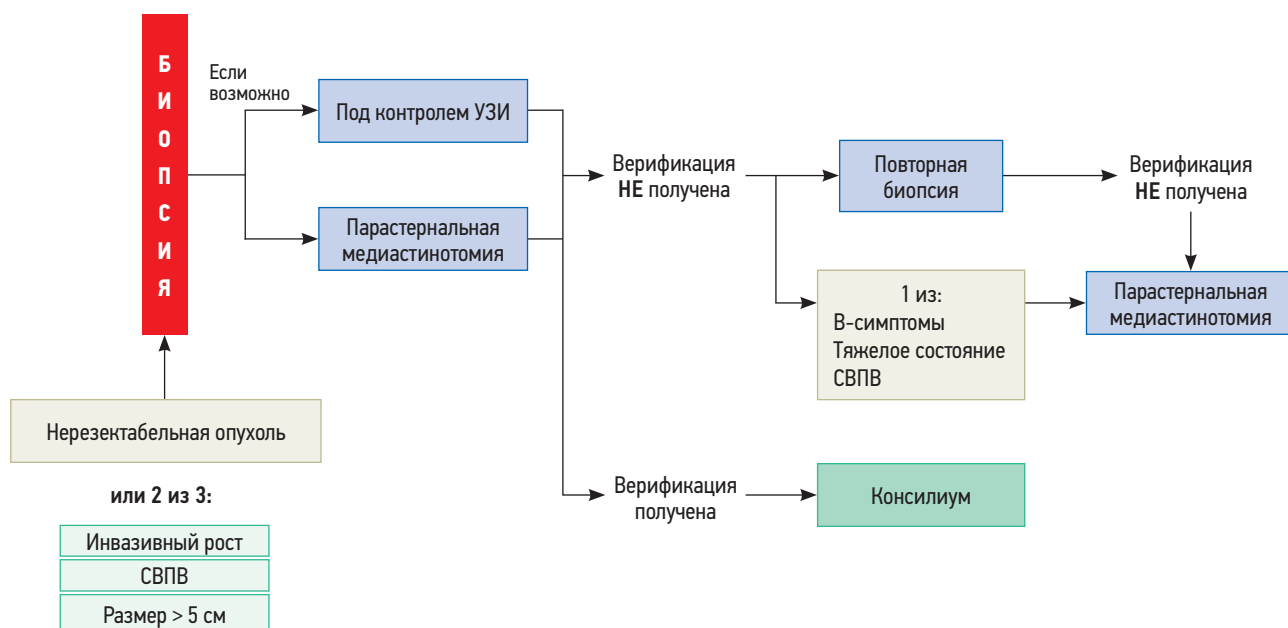 БИОПСИЯ
Если
возможно
Под контролем УЗИ
Парастернальная
медиастинотомия
Верификация
НЕ получена
Повторная
биопсия
Верификация
НЕ получена
1 из:
В-симптомы
Тяжелое состояние
СВПВ
Парастернальная
медиастинотомия
Нерезектабельная опухоль
или 2 из 3:
Инвазивный рост
СВПВ
Размер > 5 см
Верификация
получена
Консилиум